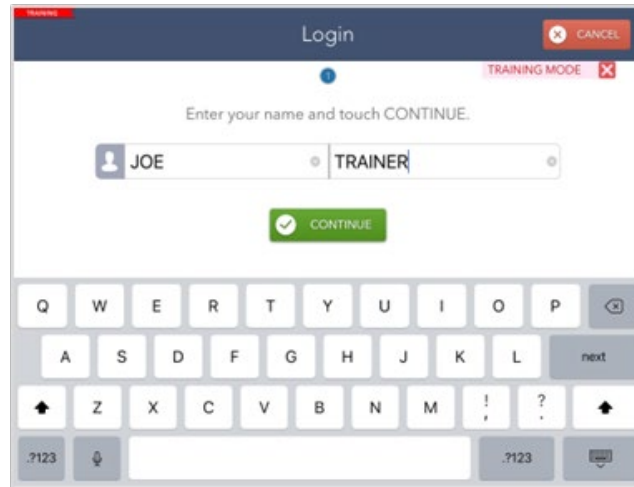 TRAINING
Login
CANCEL
1
TRAINING MODE
Enter your name and touch CONTINUE.
JOE TRAINER
CONTINUE
Q W E R T Y U I O P
A S D F G H J K L next
Z X C V B N M ! , ? .
.?123 .?123